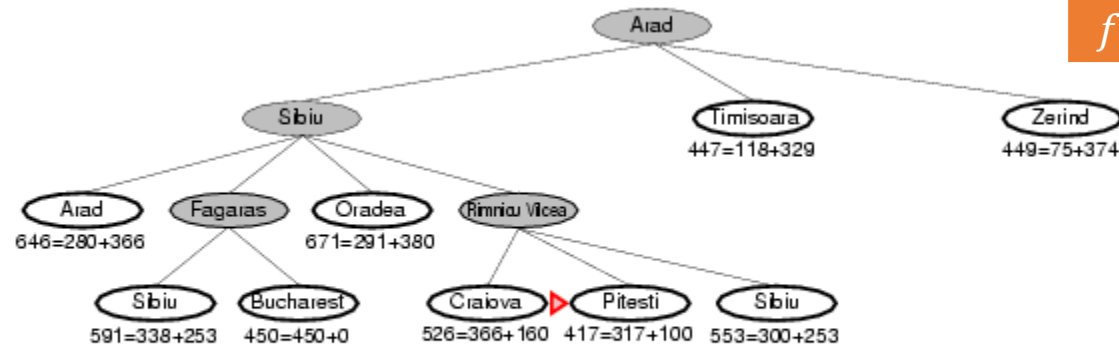 Arad
f
Sibiu
Timisoara
Zerind
447=118+329
449=75+374
Arad
Fagaras
Oradea
Rimnicu Vilcea
646=280+366
671=291+380
Sibiu
Bucharest
Craiova
Pitesti
Sibiu
591=338+253
450=450+0
526=366+160
417=317+100
553=300+253